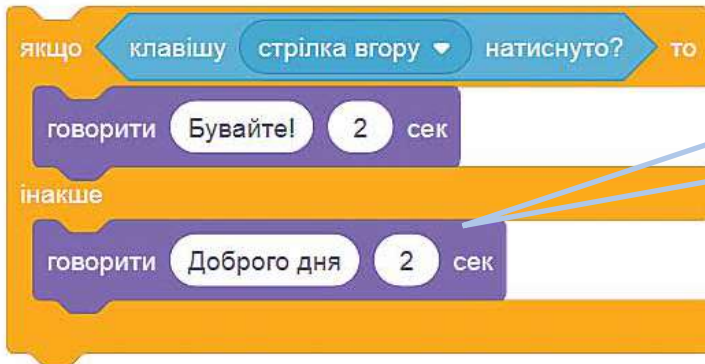 якщо клавішу стрілка вгору натиснуто? то
говорити Бувайте! 2 сек
інакше
говорити Доброго дня 2 сек